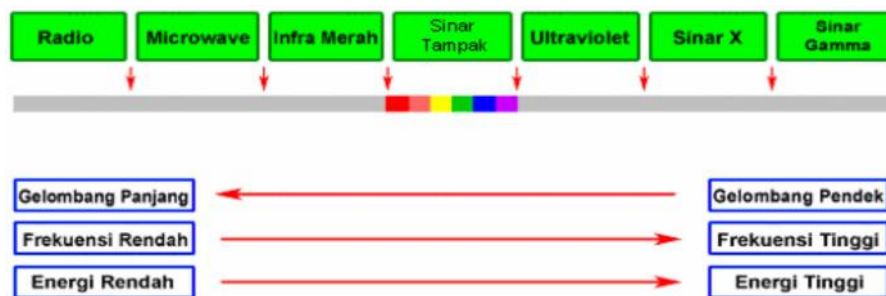 Radio
Microwave
Infra Merah
Sinar
Tampak
Ultraviolet
Sinar X
Sinar
Gamma
Gelombang Panjang
Gelombang Pendek
Frekuensi Rendah
Frekuensi Tinggi
Energi Rendah
Energi Tinggi